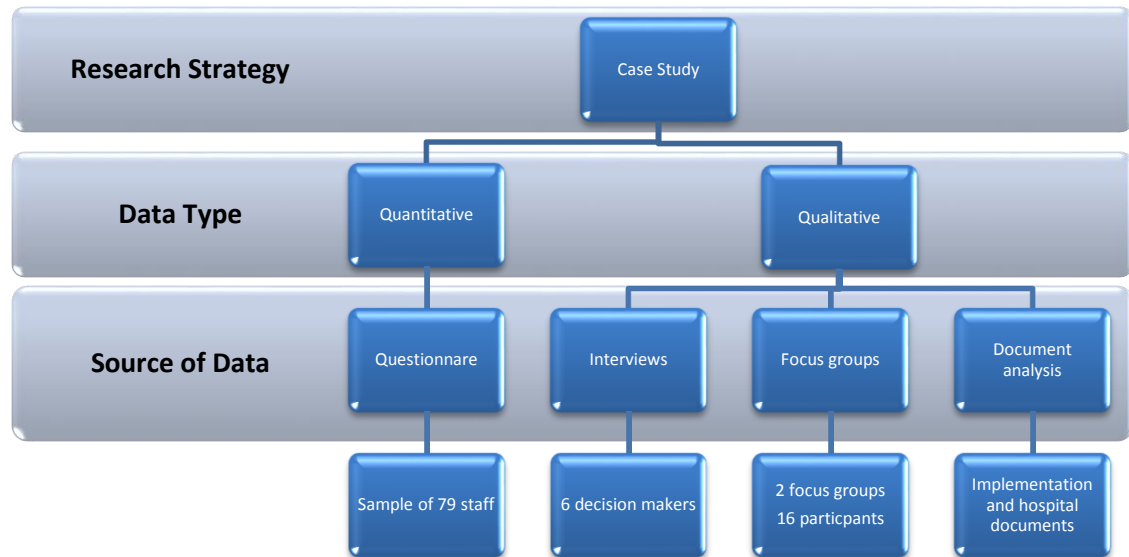 Research Strategy
Case Study
Data Type
Quantitative
Qualitative
Source of Data
Questionnare
Interviews
Focus groups
Document
analysis
Sample of 79 staff
6 decision makers
2 focus groups
16 particpants
Implementation
and hospital
documents